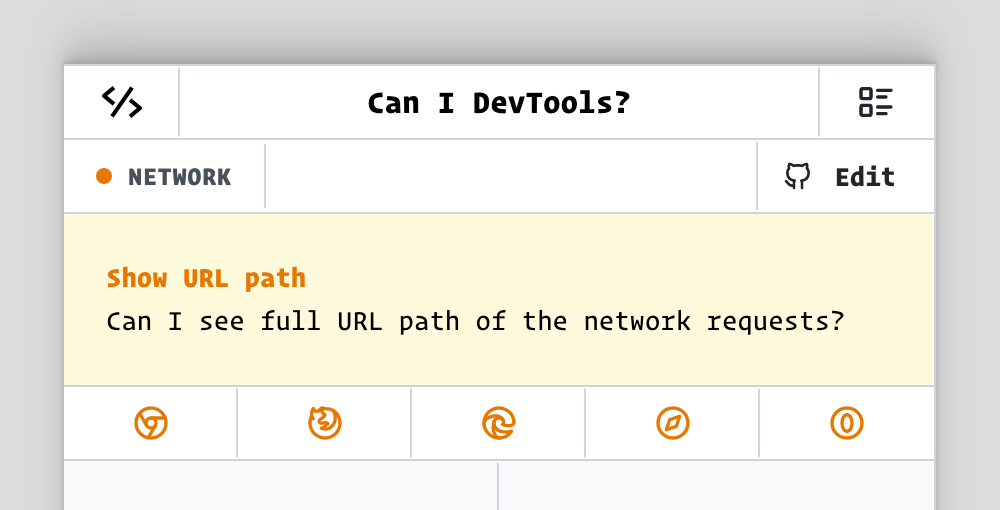 Can I DevTools?
NETWORK
Edit
Show URL path
Can I see full URL path of the network requests?